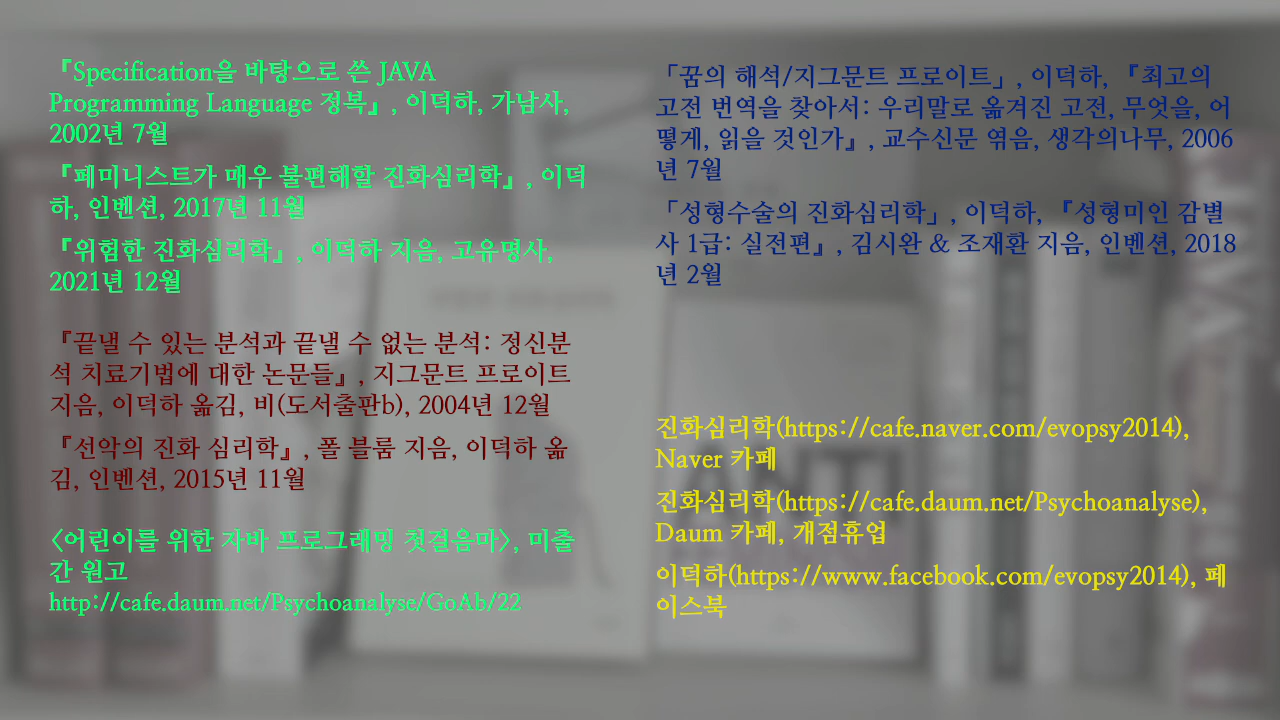 『Specification을 바탕으로 쓴 JAVA
Programming Language 정복』, 이덕하, 가남사,
2002년 7월
『페미니스트가 매우 불편해할 진화심리학』, 이덕
하, 인벤션, 2017년 11월
『위험한 진화심리학』, 이덕하 지음, 고유명사,
2021년 12월
『끝낼 수 있는 분석과 끝낼 수 없는 분석: 정신분
석 치료기법에 대한 논문들』, 지그문트 프로이트
지음, 이덕하 옮김, 비(도서출판b), 2004년 12월
『선악의 진화 심리학』, 폴 블룸 지음, 이덕하 옮
김, 인벤션, 2015년 11월
<어린이를 위한 자바 프로그래밍 첫걸음마>, 미출
간 원고
http://cafe.daum.net/Psychoanalyse/GoAb/22
「꿈의 해석/지그문트 프로이트」, 이덕하, 『최고의
고전 번역을 찾아서: 우리말로 옮겨진 고전, 무엇을, 어
떻게, 읽을 것인가』, 교수신문 엮음, 생각의나무, 2006
년 7월
「성형수술의 진화심리학」, 이덕하, 『성형미인 감별
사 1급: 실전편』, 김시완 & 조재환 지음, 인벤션, 2018
년 2월
진화심리학(https://cafe.naver.com/evopsy2014),
Naver 카페
진화심리학(https://cafe.daum.net/Psychoanalyse),
Daum 카페, 개점휴업
이덕하(https://www.facebook.com/evopsy2014), 페
이스북